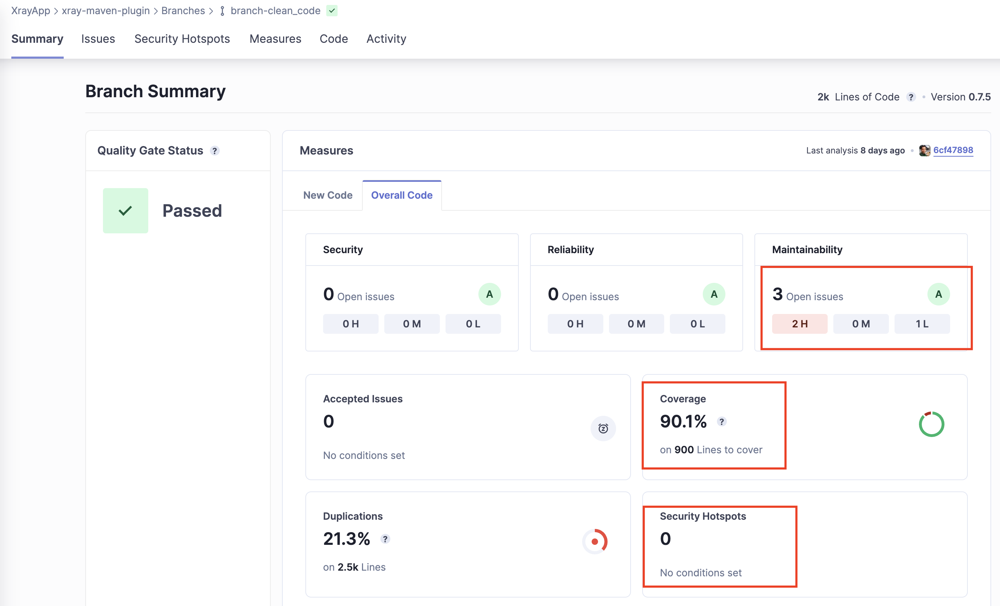 XrayApp > xray-maven-plugin > Branches > branch-clean_code
Summary Issues Security Hotspots Measures Code Activity
Branch Summary
2k Lines of Code ? • Version 0.7.5
Quality Gate Status ?
Passed
Measures
Last analysis 8 days ago • 6cf47898
New Code Overall Code
Security
0 Open issues A
0 H 0 M 0 L
Reliability
0 Open issues A
0 H 0 M 0 L
Maintainability
3 Open issues A
2 H 0 M 1 L
Accepted Issues
0
No conditions set
Coverage
90.1% ?
on 900 Lines to cover
Duplications
21.3% ?
on 2.5k Lines
Security Hotspots
0
No conditions set